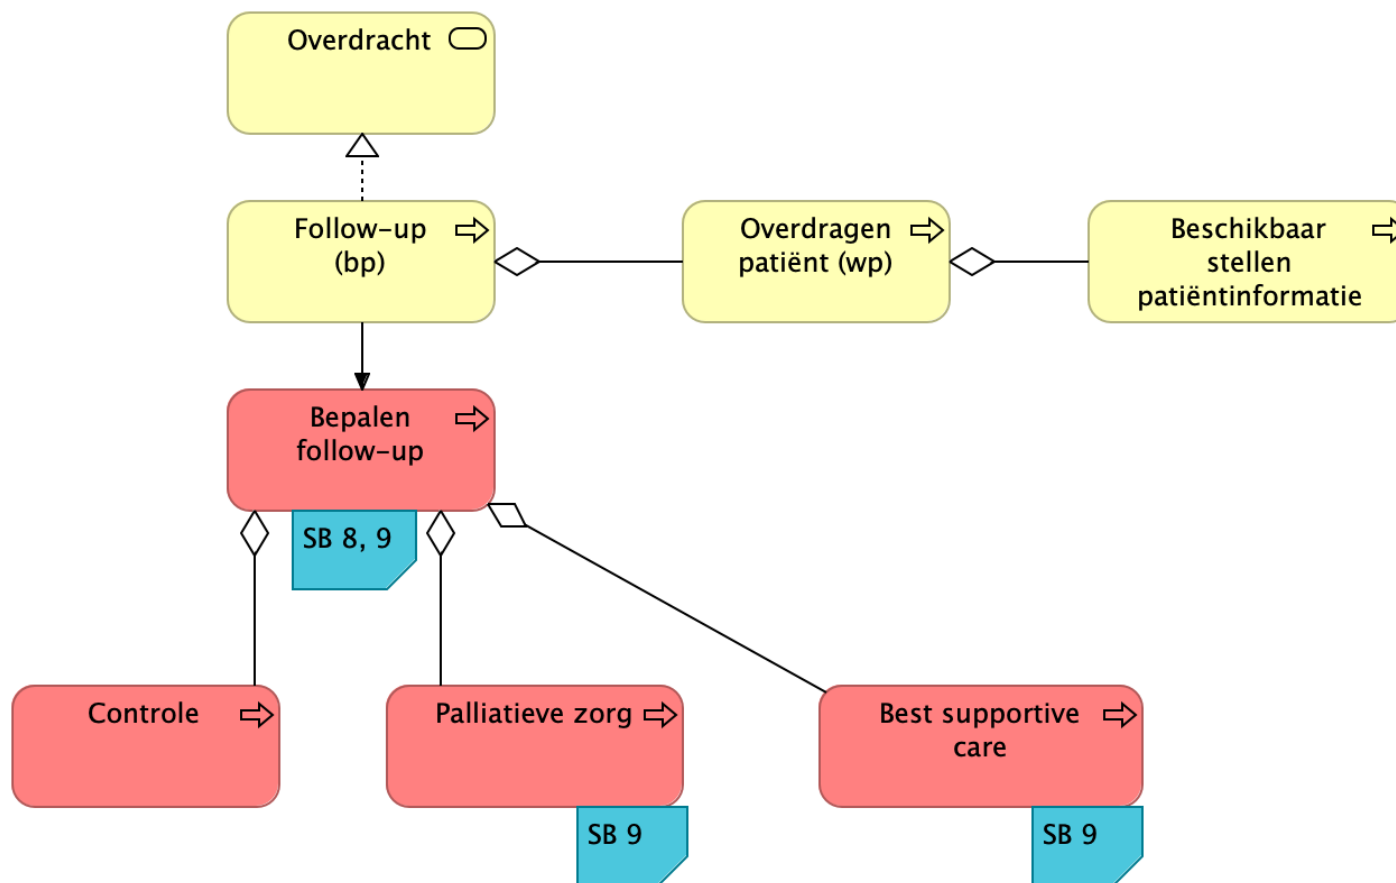 Overdracht
Follow-up
(bp)
Overdragen
patiënt (wp)
Beschikbaar
stellen
patiëntinformatie
Bepalen
follow-up
SB 8, 9
Controle
Palliatieve zorg
Best supportive
care
SB 9
SB 9